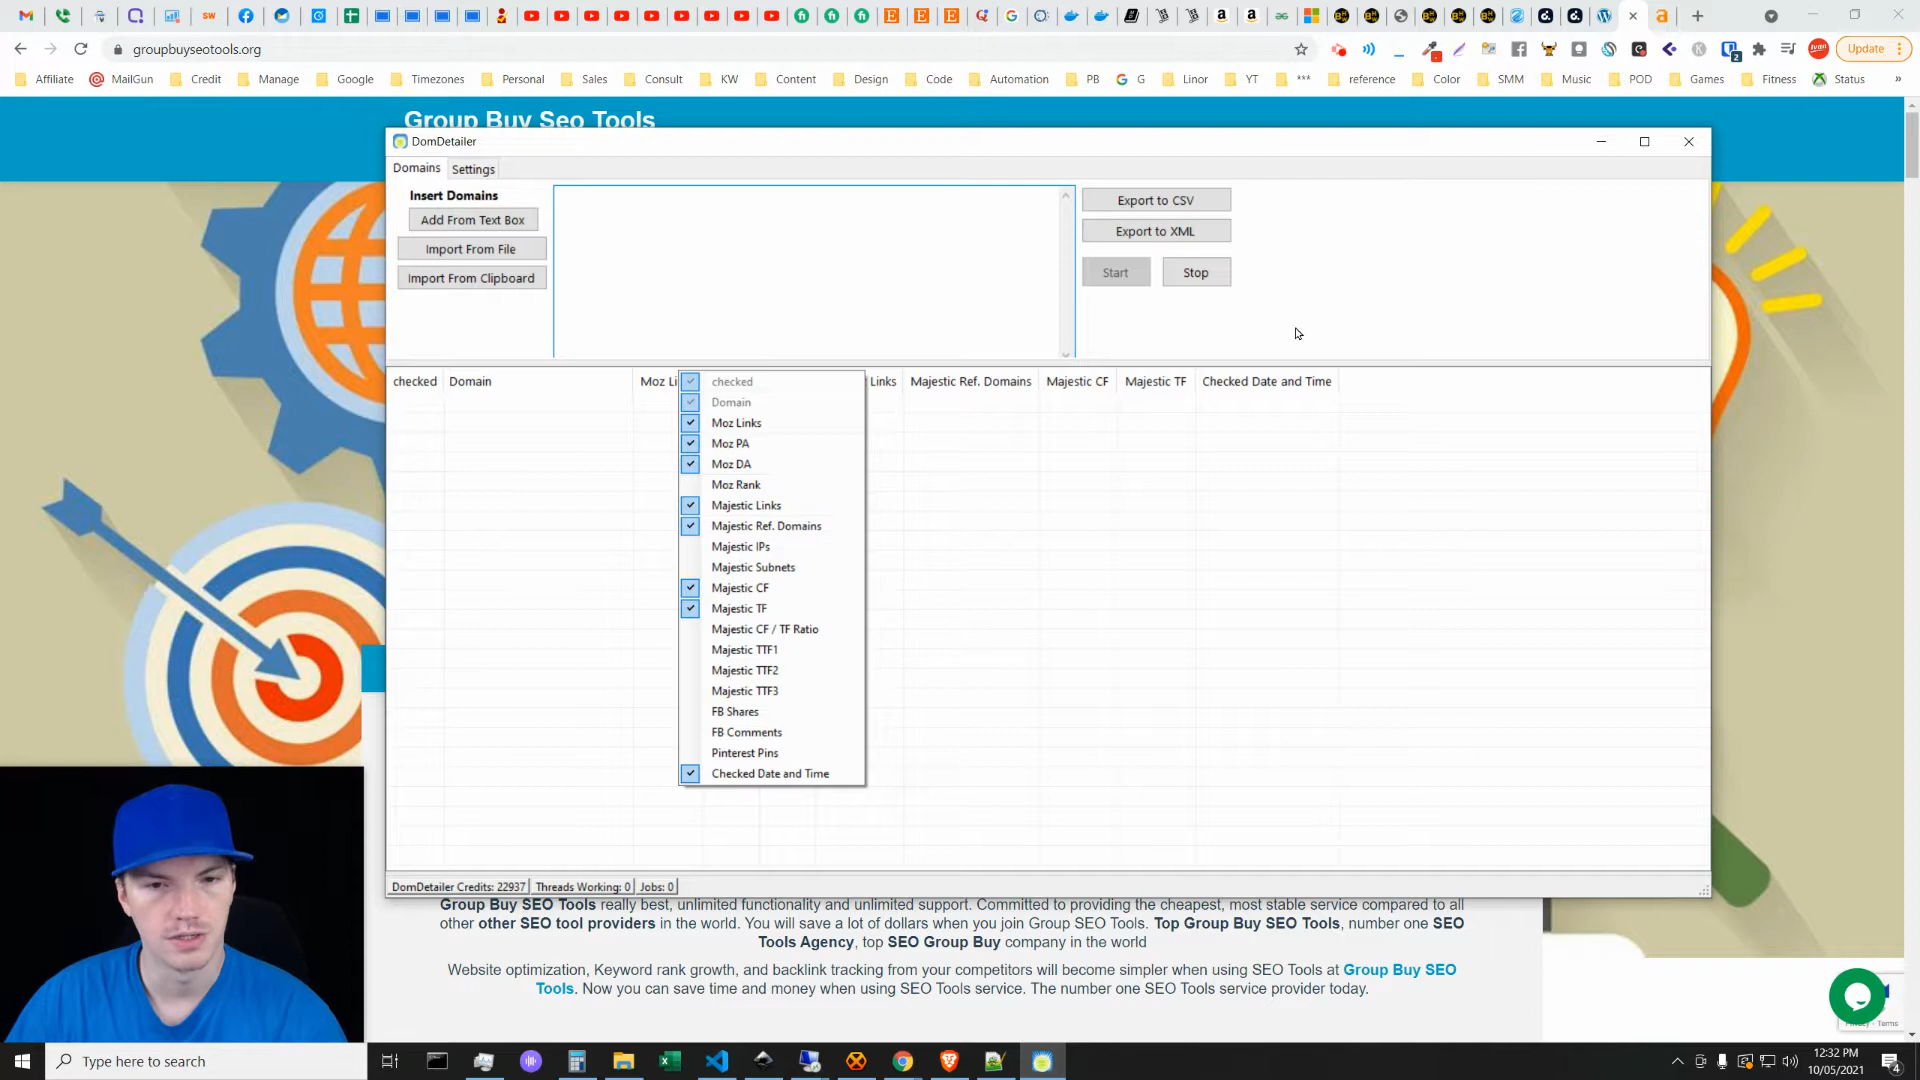 groupbuyseotools.org
Update
Affiliate MailGun Credit Manage Google Timezones Personal Sales Consult KW Content Design Code Automation PB G Linor YT *** reference Color SMM Music POD Games Fitness Status »
Group Buy Seo Tools
DomDetailer
Domains Settings
Insert Domains
Add From Text Box
Import From File
Import From Clipboard
Export to CSV
Export to XML
Start Stop
checked Domain Moz Li Links Majestic Ref. Domains Majestic CF Majestic TF Checked Date and Time
checked
Domain
Moz Links
Moz PA
Moz DA
Moz Rank
Majestic Links
Majestic Ref. Domains
Majestic IPs
Majestic Subnets
Majestic CF
Majestic TF
Majestic CF / TF Ratio
Majestic TTF1
Majestic TTF2
Majestic TTF3
FB Shares
FB Comments
Pinterest Pins
Checked Date and Time
DomDetailer Credits: 22937 Threads Working: 0 Jobs: 0
Group Buy SEO Tools really best, unlimited functionality and unlimited support. Committed to providing the cheapest, most stable service compared to all
other other SEO tool providers in the world. You will save a lot of dollars when you join Group SEO Tools. Top Group Buy SEO Tools, number one SEO
Tools Agency, top SEO Group Buy company in the world
Website optimization, Keyword rank growth, and backlink tracking from your competitors will become simpler when using SEO Tools at Group Buy SEO
Tools. Now you can save time and money when using SEO Tools service. The number one SEO Tools service provider today.
Privacy - Terms
Type here to search
12:32 PM
10/05/2021
4